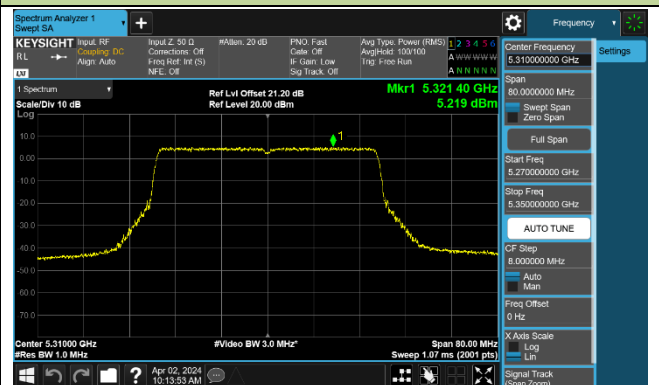 Spectrum Analyzer 1
Swept SA
+
Frequency
KEYSIGHT
RL
LXI
Input: RF
Coupling: DC
Align: Auto
Input Z: 50 Ω
Corrections: Off
Freq Ref: Int (S)
NFE: Off
#Atten: 20 dB
PNO: Fast
Gate: Off
IF Gain: Low
Sig Track: Off
Avg Type: Power (RMS)
Avg|Hold: 100/100
Trig: Free Run
1 2 3 4 5 6
A W W W W W
A N N N N N
1 Spectrum
Scale/Div 10 dB
Log
Ref Lvl Offset 21.20 dB
Ref Level 20.00 dBm
Mkr1 5.321 40 GHz
5.219 dBm
10.0
0.00
-10.0
-20.0
-30.0
-40.0
-50.0
-60.0
-70.0
1
Center 5.31000 GHz
#Res BW 1.0 MHz
#Video BW 3.0 MHz*
Span 80.00 MHz
Sweep 1.07 ms (2001 pts)
Center Frequency
5.310000000 GHz
Span
80.0000000 MHz
Swept Span
Zero Span
Full Span
Start Freq
5.270000000 GHz
Stop Freq
5.350000000 GHz
AUTO TUNE
CF Step
8.000000 MHz
Auto
Man
Freq Offset
0 Hz
X Axis Scale
Log
Lin
Signal Track
(Span Zoom)
Settings
?
Apr 02, 2024
10:13:53 AM